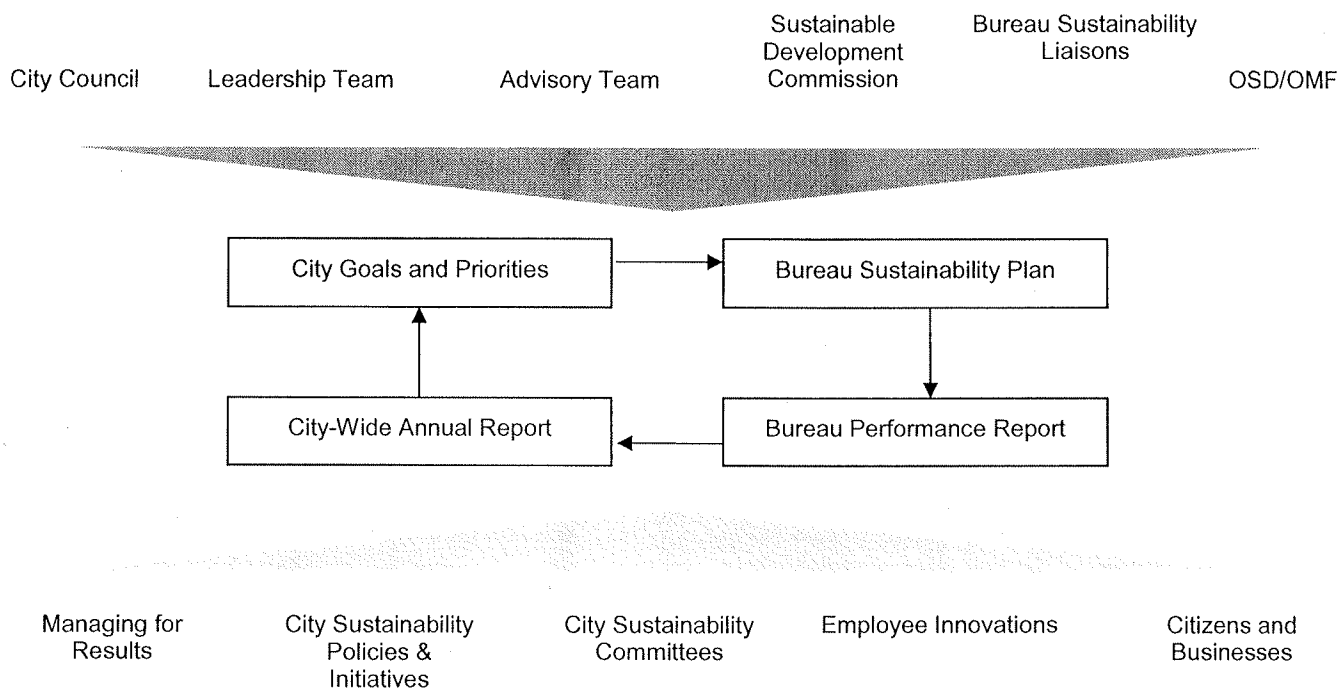 City Council
Leadership Team
Advisory Team
Sustainable
Development
Commission
Bureau Sustainability
Liaisons
OSD/OMF
City Goals and Priorities
Bureau Sustainability Plan
City-Wide Annual Report
Bureau Performance Report
Managing for
Results
City Sustainability
Policies &
Initiatives
City Sustainability
Committees
Employee Innovations
Citizens and
Businesses